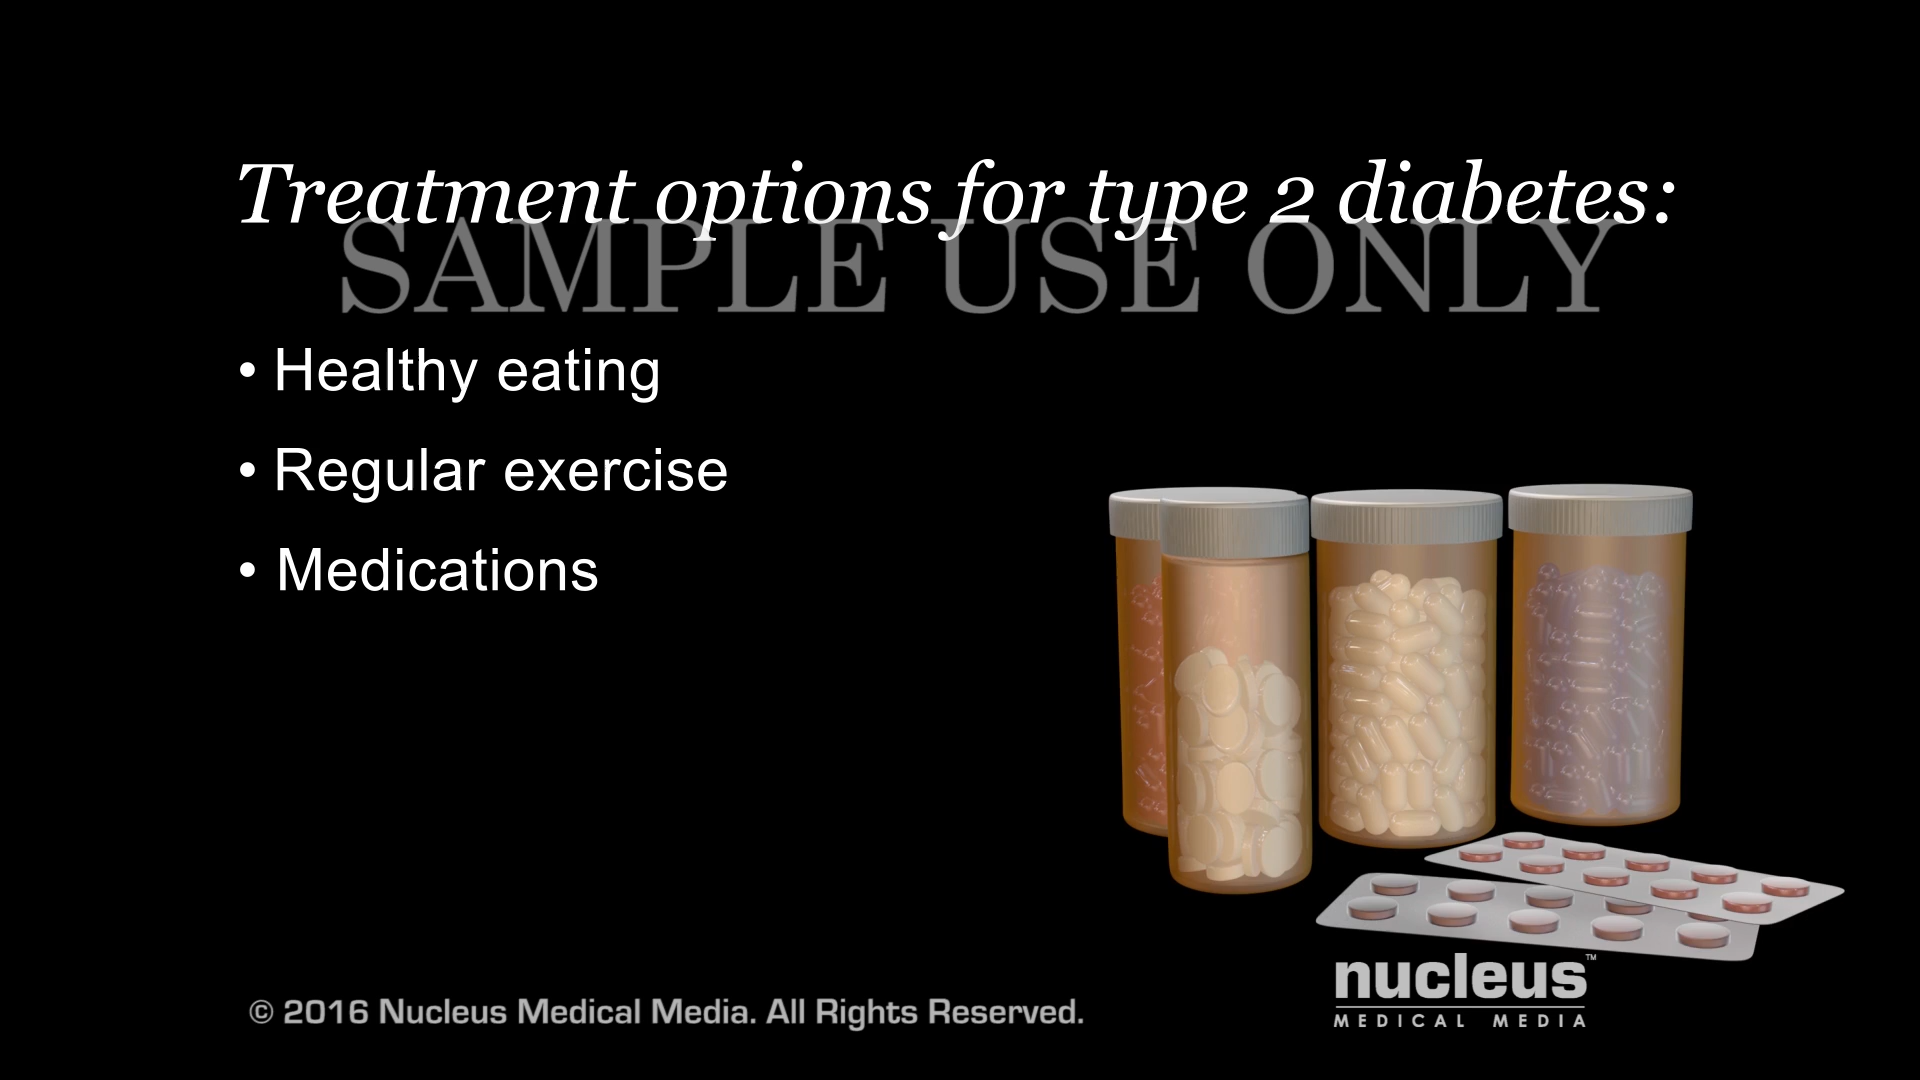 Treatment options for type 2 diabetes:
SAMPLE USE ONLY
• Healthy eating
• Regular exercise
• Medications
nucleus™
MEDICAL MEDIA
© 2016 Nucleus Medical Media. All Rights Reserved.